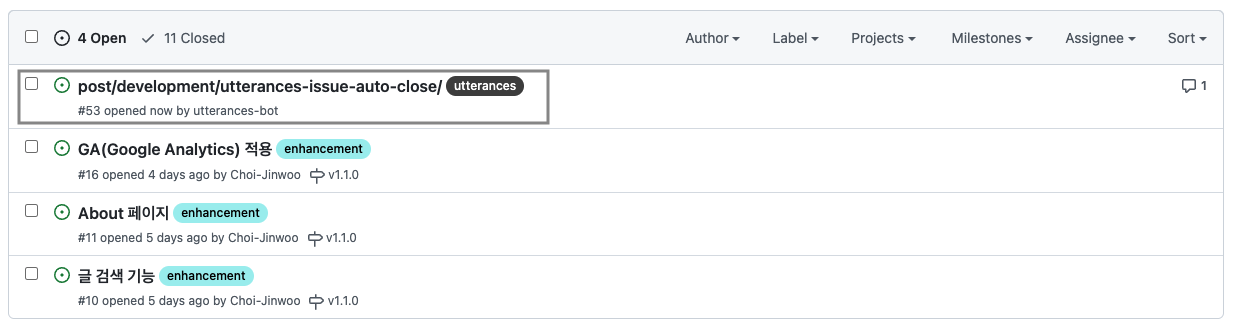 4 Open 11 Closed Author Label Projects Milestones Assignee Sort
post/development/utterances-issue-auto-close/ utterances 1
#53 opened now by utterances-bot
GA(Google Analytics) 적용 enhancement
#16 opened 4 days ago by Choi-Jinwoo v1.1.0
About 페이지 enhancement
#11 opened 5 days ago by Choi-Jinwoo v1.1.0
글 검색 기능 enhancement
#10 opened 5 days ago by Choi-Jinwoo v1.1.0